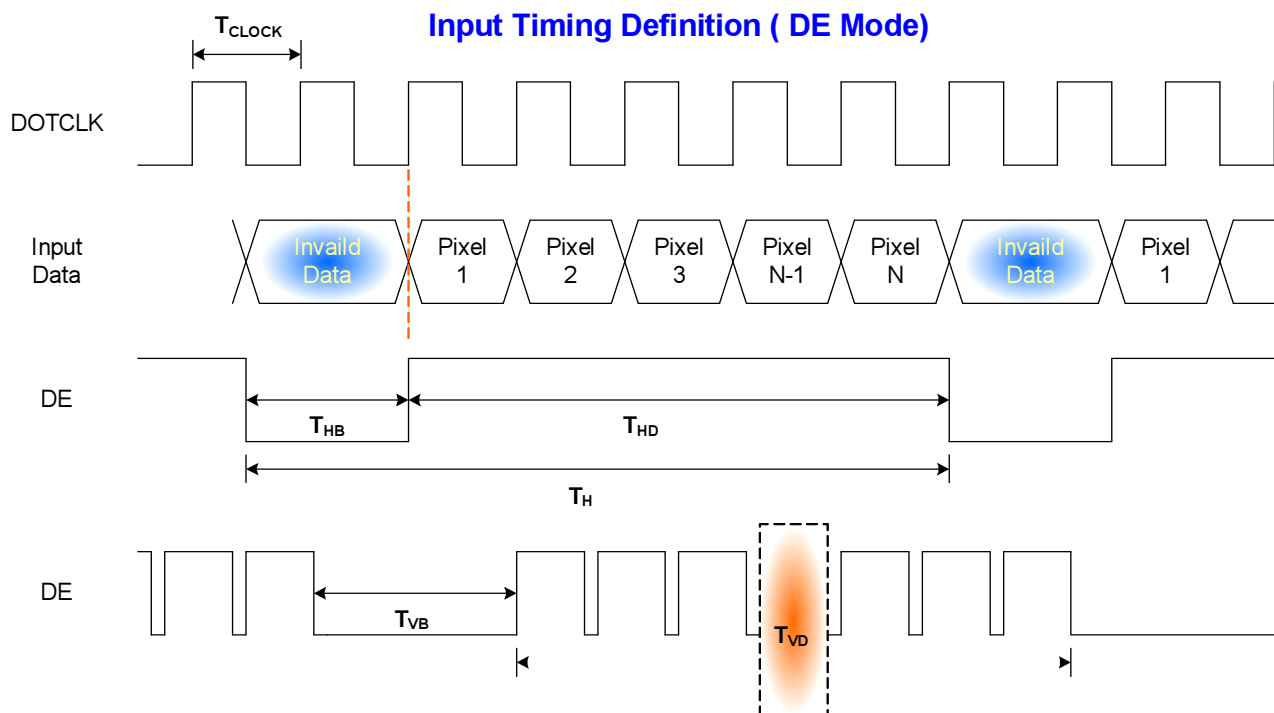 Input Timing Definition ( DE Mode)
TCLOCK
DOTCLK
Input
Data
Invaild
Data
Pixel
1
Pixel
2
Pixel
3
Pixel
N-1
Pixel
N
Invaild
Data
Pixel
1
DE
THB
THD
TH
DE
TVB
TVD